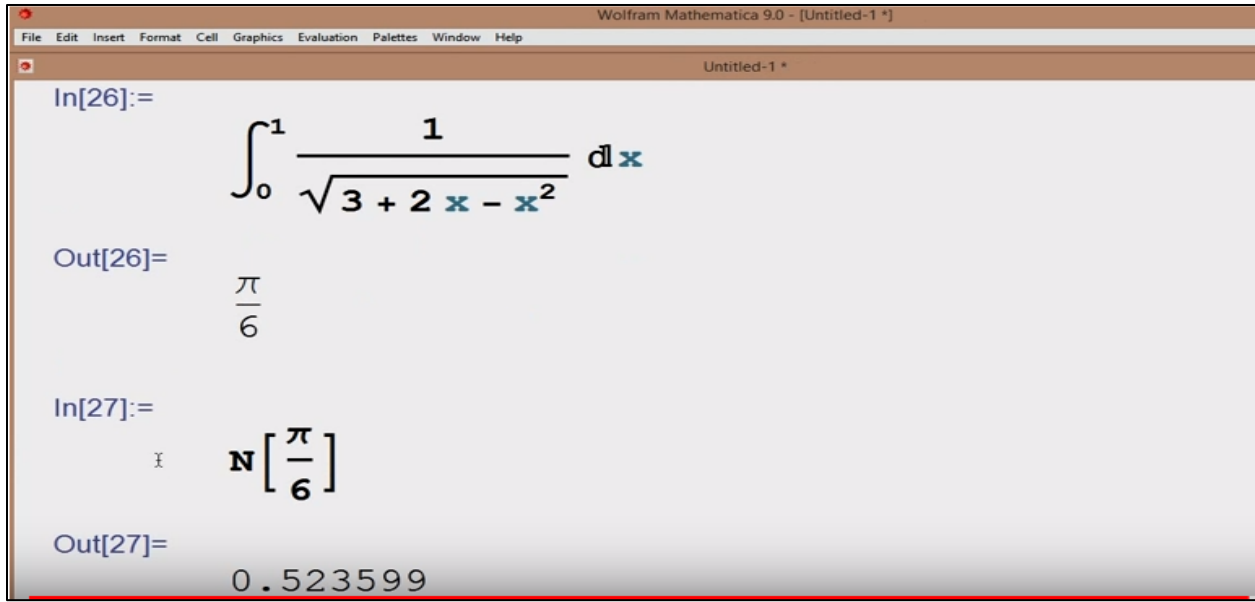 Wolfram Mathematica 9.0 - [Untitled-1 *]
File Edit Insert Format Cell Graphics Evaluation Palettes Window Help
Untitled-1 *
In[26]:=
∫₀¹ 1/√(3 + 2 x − x²) ⅆx
Out[26]=
π/6
In[27]:=
N[π/6]
Out[27]=
0.523599